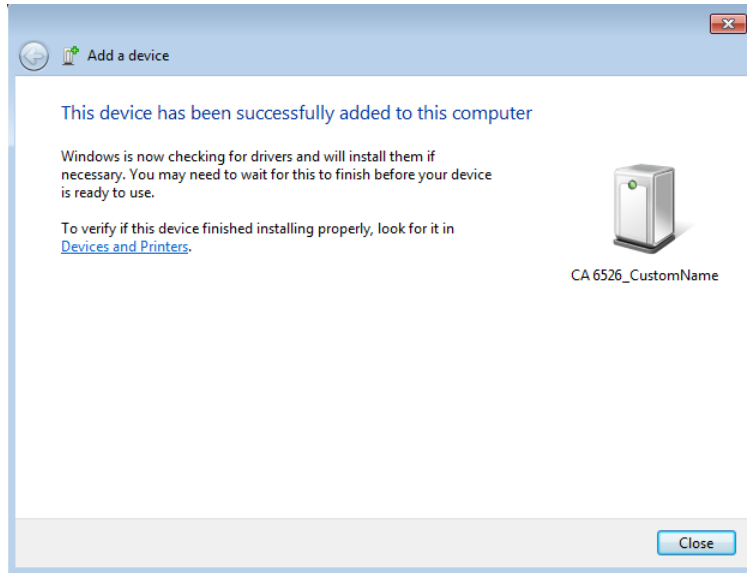 Add a device
This device has been successfully added to this computer
Windows is now checking for drivers and will install them if
necessary. You may need to wait for this to finish before your device
is ready to use.
To verify if this device finished installing properly, look for it in
Devices and Printers.
CA 6526_CustomName
Close